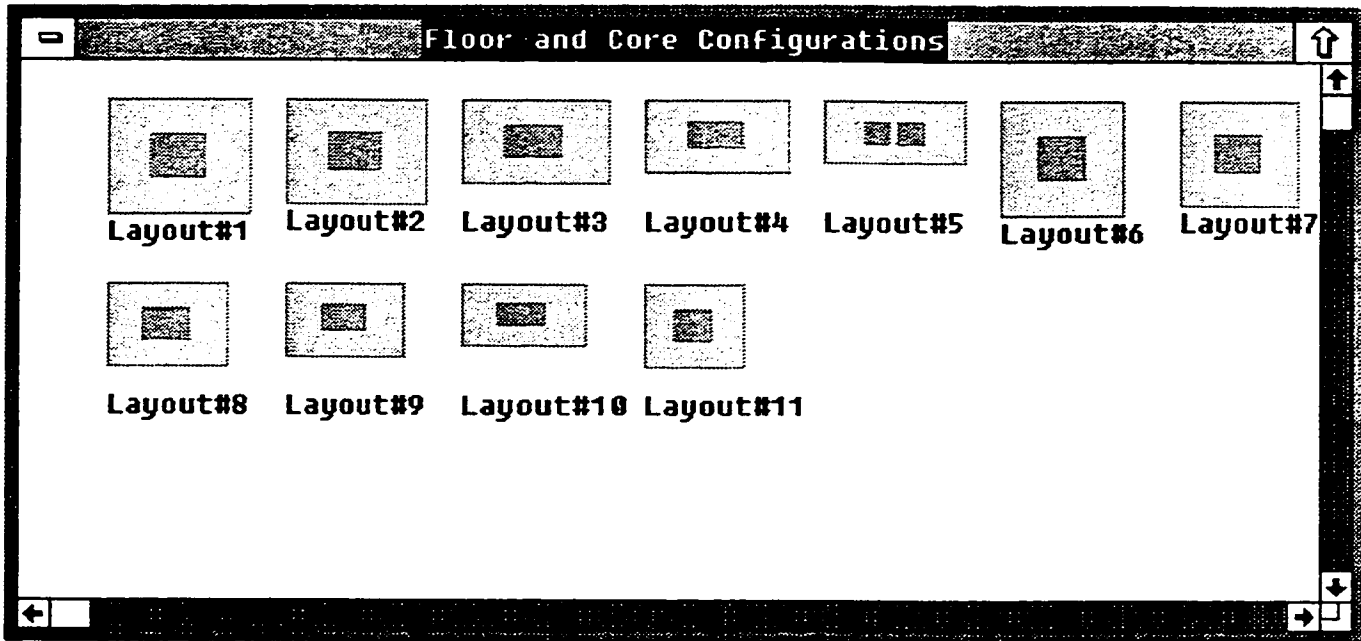 Floor and Core Configurations
Layout#1 Layout#2 Layout#3 Layout#4 Layout#5 Layout#6 Layout#7
Layout#8 Layout#9 Layout#10 Layout#11